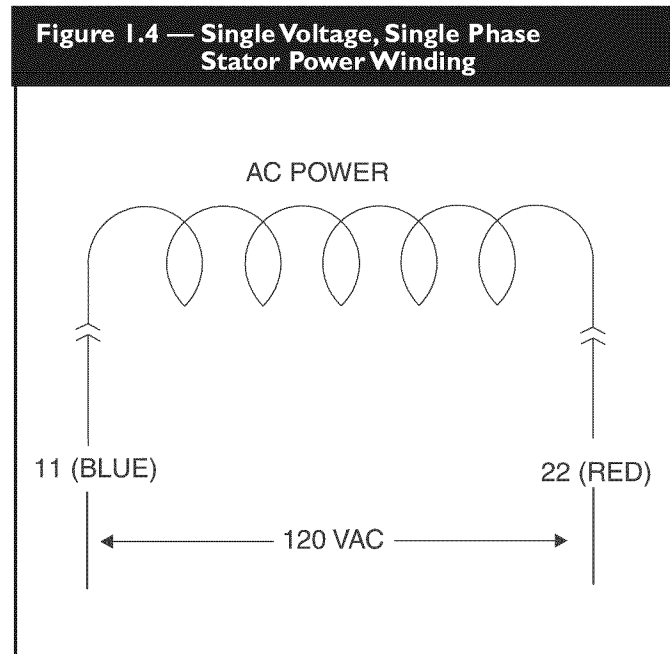 Figure 1.4 — Single Voltage, Single Phase
Stator Power Winding
AC POWER
11 (BLUE)
22 (RED)
120 VAC